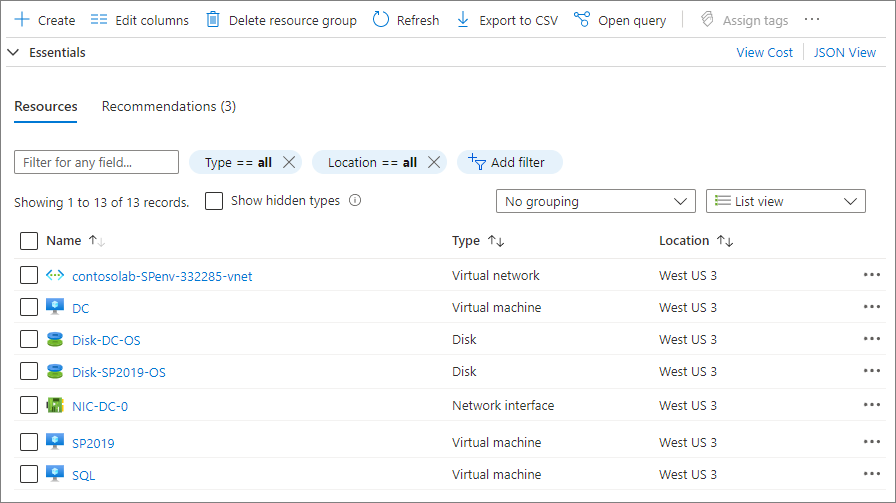 Create Edit columns Delete resource group Refresh Export to CSV Open query Assign tags ...
Essentials View Cost JSON View
Resources Recommendations (3)
Filter for any field... Type == all Location == all Add filter
Showing 1 to 13 of 13 records. Show hidden types No grouping List view
Name Type Location
contosolab-SPenv-332285-vnet Virtual network West US 3
DC Virtual machine West US 3
Disk-DC-OS Disk West US 3
Disk-SP2019-OS Disk West US 3
NIC-DC-0 Network interface West US 3
SP2019 Virtual machine West US 3
SQL Virtual machine West US 3